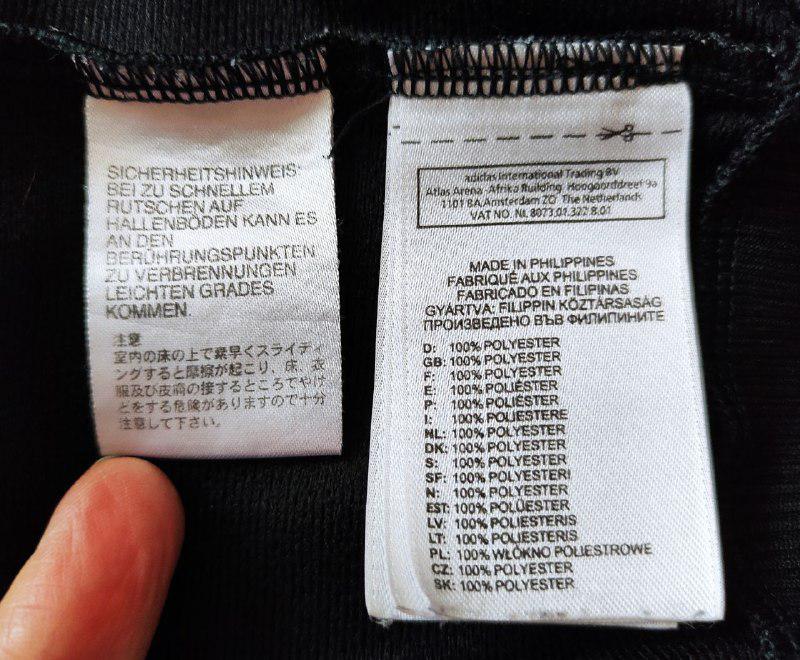 SICHERHEITSHINWEIS:
BEI ZU SCHNELLEM
RUTSCHEN AUF
HALLENBÖDEN KANN ES
AN DEN
BERÜHRUNGSPUNKTEN
ZU VERBRENNUNGEN
LEICHTEN GRADES
KOMMEN.
注意
室内の床の上で素早くスライディ
ングすると摩擦が起こり、床、衣
服及び皮膚の接するところでやけ
どをする危険がありますので十分
注意して下さい。
adidas International Trading BV
Atlas Arena -Afrika Building Hoogoorddreef 9a
1101 BA,Amsterdam ZO The Netherlands
VAT NO. NL 8073.01.322.B.01
MADE IN PHILIPPINES
FABRIQUÉ AUX PHILIPPINES
FABRICADO EN FILIPINAS
GYÁRTVA: FILIPPIN KÖZTÁRSASÁG
ПРОИЗВЕДЕНО ВЪВ ФИЛИПИНИТЕ
D: 100% POLYESTER
GB: 100% POLYESTER
F: 100% POLYESTER
E: 100% POLIÉSTER
P: 100% POLIÉSTER
I: 100% POLIESTERE
NL: 100% POLYESTER
DK: 100% POLYESTER
S: 100% POLYESTER
SF: 100% POLYESTERI
N: 100% POLYESTER
EST: 100% POLÜESTER
LV: 100% POLIESTERIS
LT: 100% POLIESTERIS
PL: 100% WŁÓKNO POLIESTROWE
CZ: 100% POLYESTER
SK: 100% POLYESTER